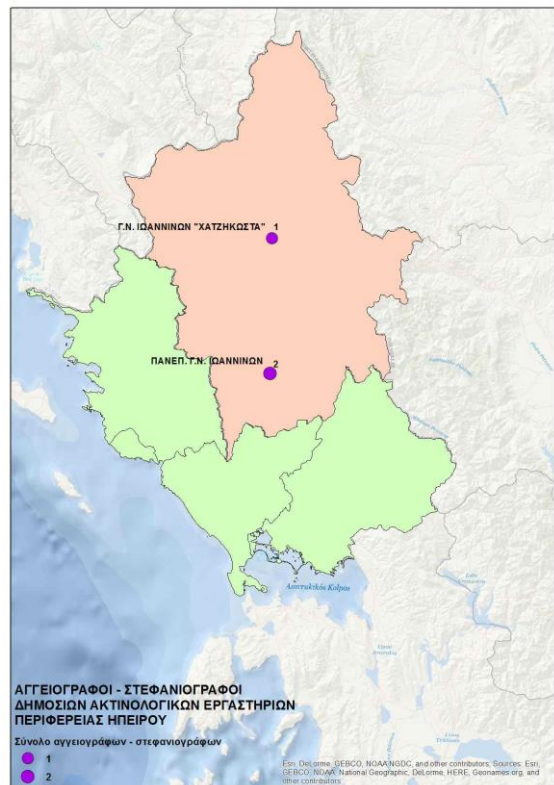 Γ.Ν. ΙΩΑΝΝΙΝΩΝ "ΧΑΤΖΗΚΩΣΤΑ" 1
ΠΑΝΕΠ. Γ.Ν. ΙΩΑΝΝΙΝΩΝ 2
Amvrakikós Kólpos
ΑΓΓΕΙΟΓΡΑΦΟΙ - ΣΤΕΦΑΝΙΟΓΡΑΦΟΙ
ΔΗΜΟΣΙΩΝ ΑΚΤΙΝΟΛΟΓΙΚΩΝ ΕΡΓΑΣΤΗΡΙΩΝ
ΠΕΡΙΦΕΡΕΙΑΣ ΗΠΕΙΡΟΥ
Σύνολο αγγειογράφων - στεφανιογράφων
1
2
Esri, DeLorme, GEBCO, NOAA NGDC, and other contributors, Sources: Esri,
GEBCO, NOAA, National Geographic, DeLorme, HERE, Geonames.org, and
other contributors